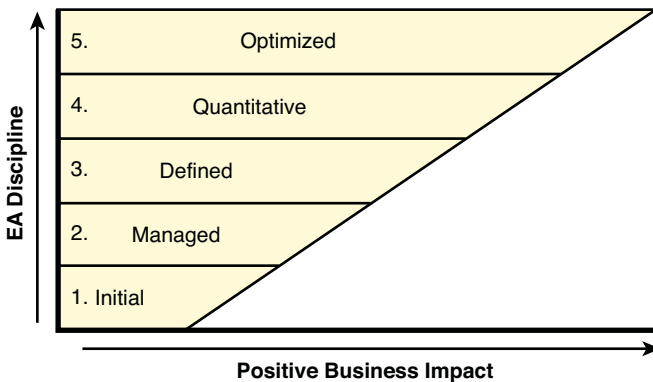 5. Optimized
4. Quantitative
3. Defined
2. Managed
1. Initial
EA Discipline
Positive Business Impact